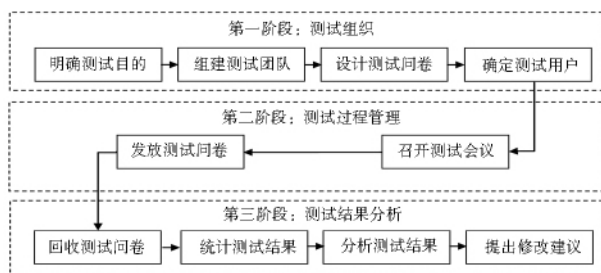 第一阶段：测试组织
明确测试目的 组建测试团队 设计测试问卷 确定测试用户
第二阶段：测试过程管理
发放测试问卷 召开测试会议
第三阶段：测试结果分析
回收测试问卷 统计测试结果 分析测试结果 提出修改建议